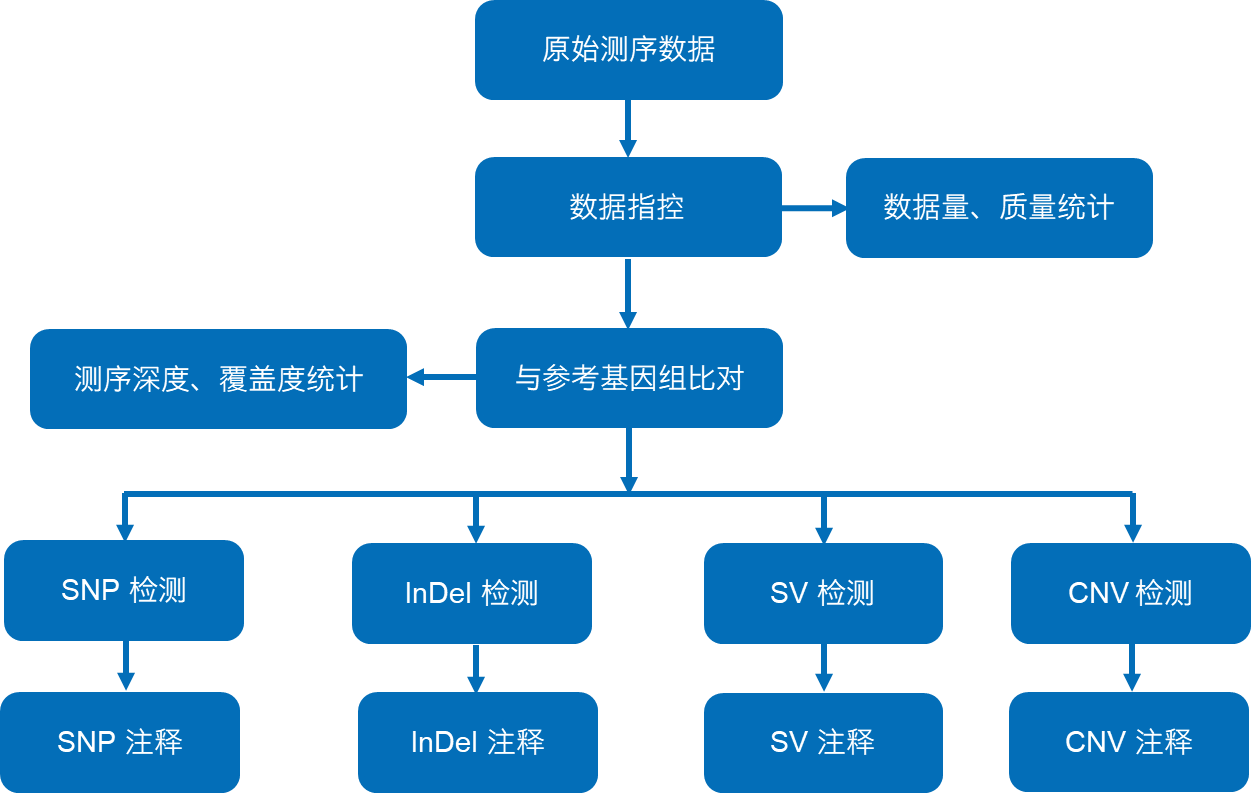 原始测序数据
数据指控
数据量、质量统计
测序深度、覆盖度统计
与参考基因组比对
SNP 检测
InDel 检测
SV 检测
CNV 检测
SNP 注释
InDel 注释
SV 注释
CNV 注释